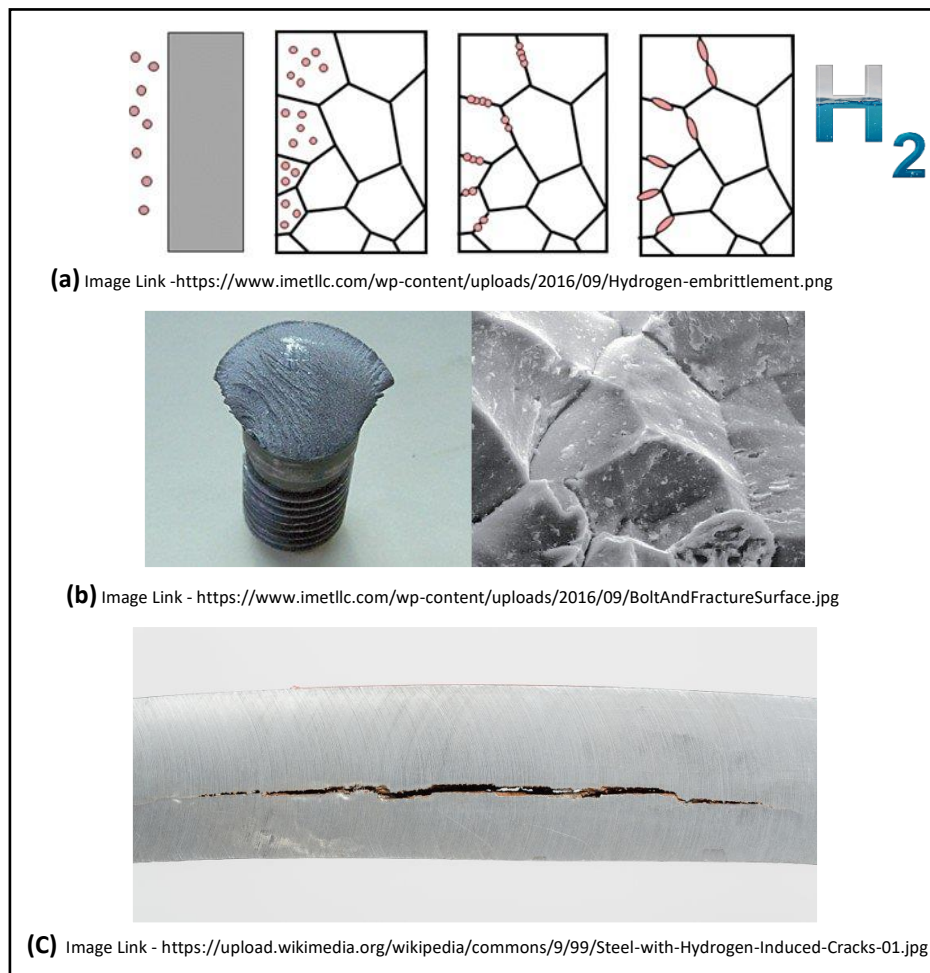 H2
(a) Image Link -https://www.imetllc.com/wp-content/uploads/2016/09/Hydrogen-embrittlement.png
(b) Image Link - https://www.imetllc.com/wp-content/uploads/2016/09/BoltAndFractureSurface.jpg
(C) Image Link - https://upload.wikimedia.org/wikipedia/commons/9/99/Steel-with-Hydrogen-Induced-Cracks-01.jpg